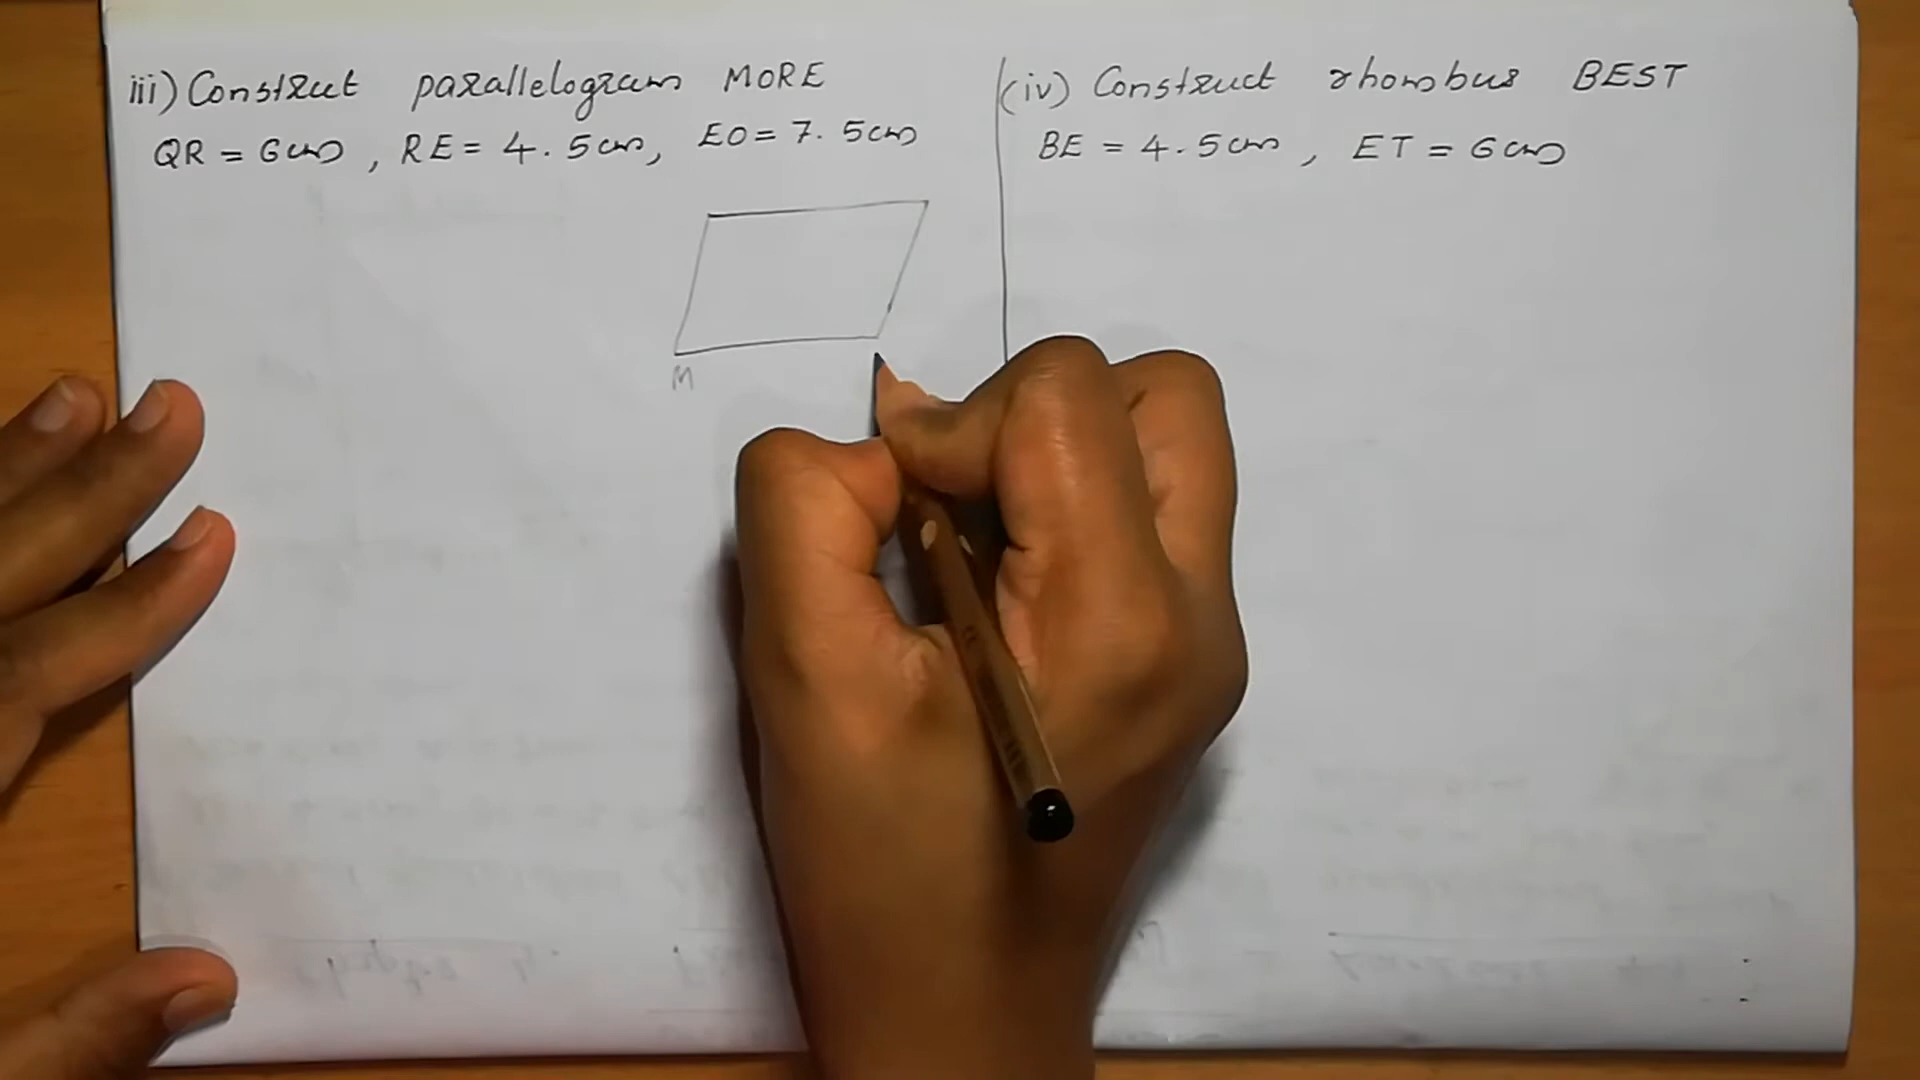 iii) Construct parallelogram MORE
QR = 6cm, RE = 4.5cm, EO = 7.5cm
M
(iv) Construct rhombus BEST
BE = 4.5cm, ET = 6cm